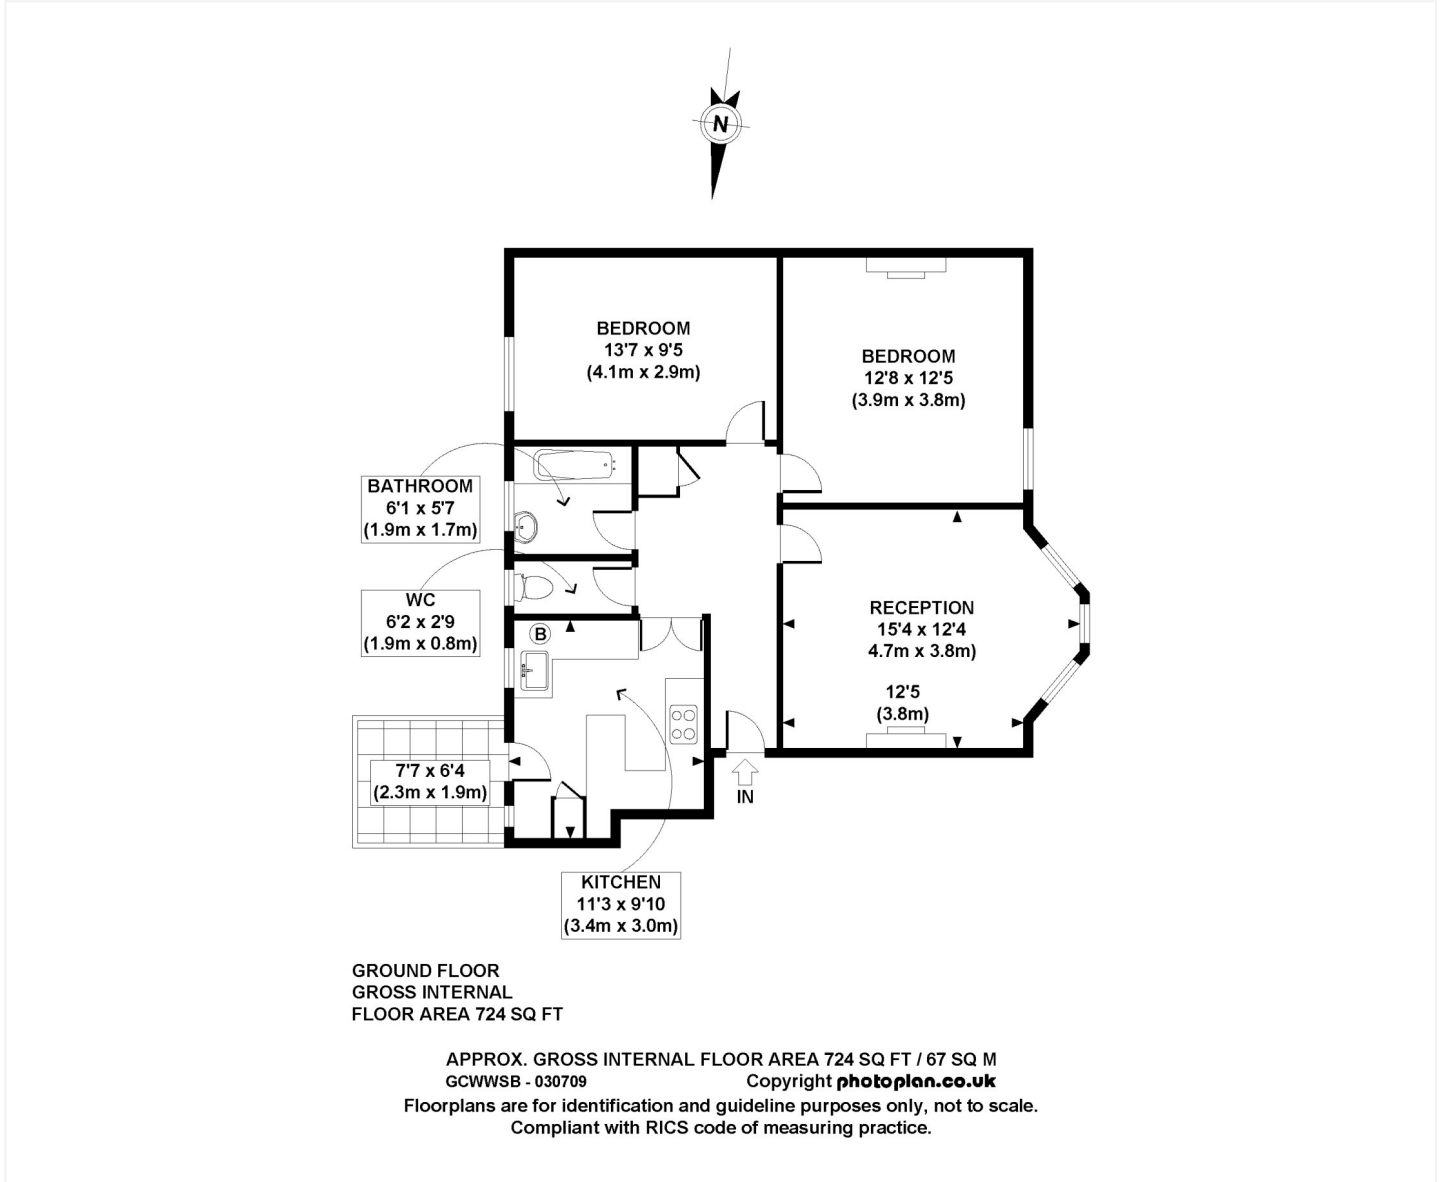 N
BEDROOM
13'7 x 9'5
(4.1m x 2.9m)
BEDROOM
12'8 x 12'5
(3.9m x 3.8m)
BATHROOM
6'1 x 5'7
(1.9m x 1.7m)
WC
6'2 x 2'9
(1.9m x 0.8m)
RECEPTION
15'4 x 12'4
4.7m x 3.8m)
12'5
(3.8m)
B
7'7 x 6'4
(2.3m x 1.9m)
IN
KITCHEN
11'3 x 9'10
(3.4m x 3.0m)
GROUND FLOOR
GROSS INTERNAL
FLOOR AREA 724 SQ FT
APPROX. GROSS INTERNAL FLOOR AREA 724 SQ FT / 67 SQ M
GCWWSB - 030709 Copyright photoplan.co.uk
Floorplans are for identification and guideline purposes only, not to scale.
Compliant with RICS code of measuring practice.